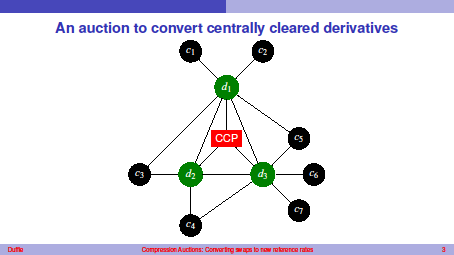 An auction to convert centrally cleared derivatives
c1 c2
d1
CCP
c5
c3 d2 d3 c6
c7
c4
Duffie Compression Auctions: Converting swaps to new reference rates 3